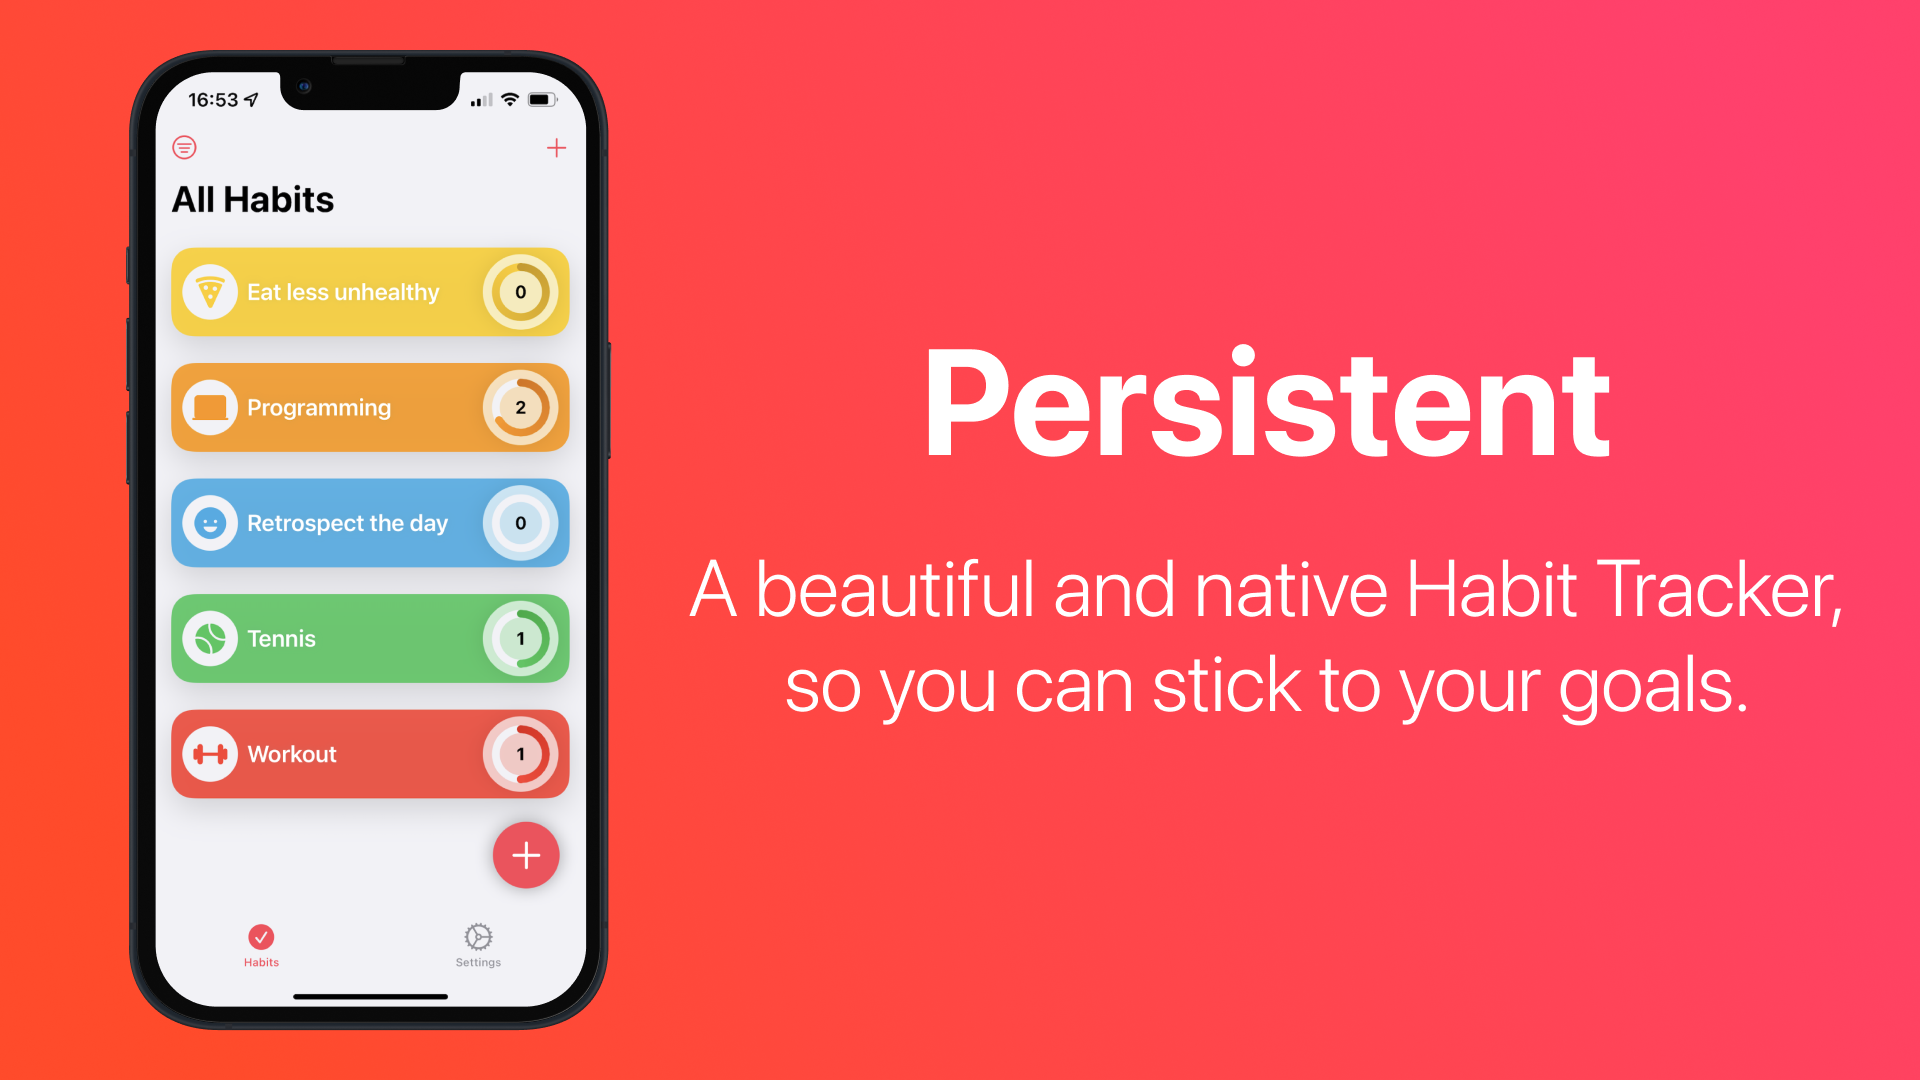 16:53
All Habits
Eat less unhealthy
0
Programming
2
Retrospect the day
0
Tennis
1
Workout
1
Habits
Settings
Persistent
A beautiful and native Habit Tracker,
so you can stick to your goals.